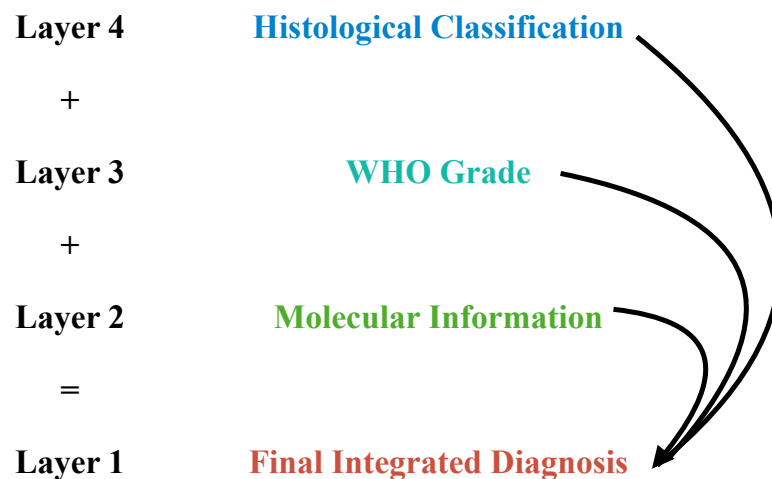 Layer 4 Histological Classification
+
Layer 3 WHO Grade
+
Layer 2 Molecular Information
=
Layer 1 Final Integrated Diagnosis